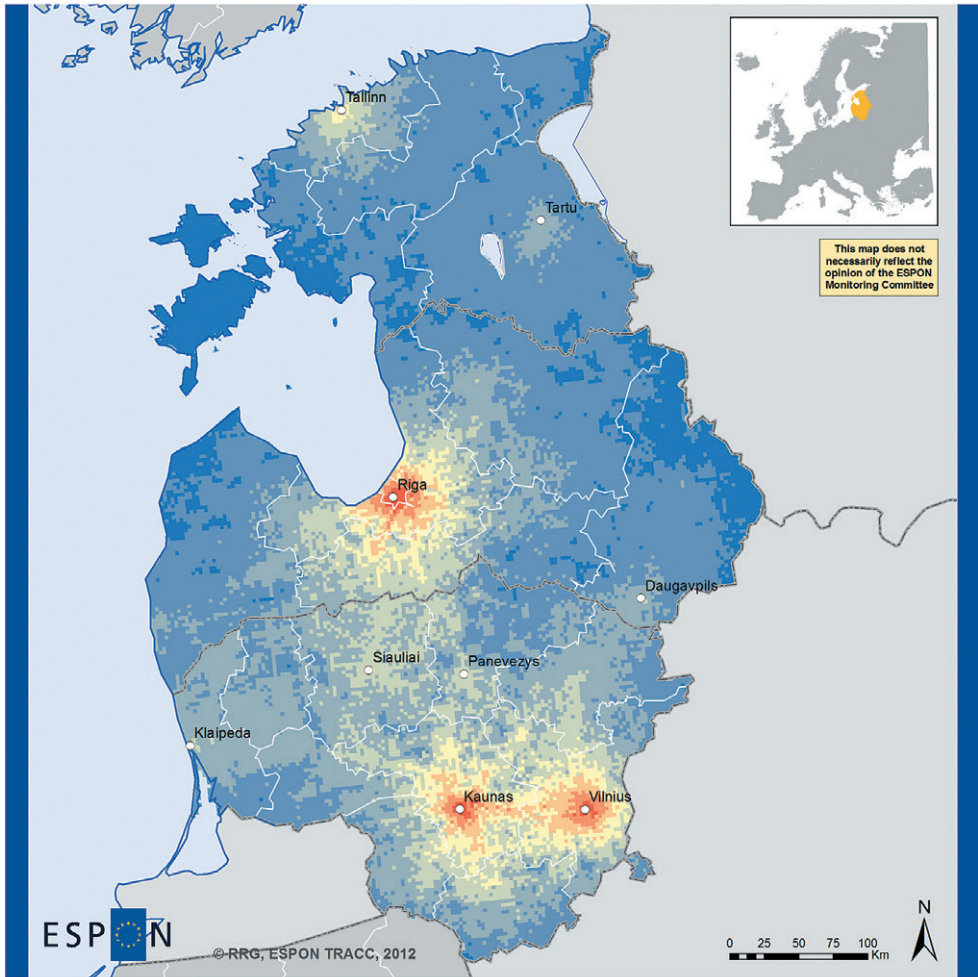 Tallinn
Tartu
This map does not
necessarily reflect the
opinion of the ESPON
Monitoring Committee
Riga
Daugavpils
Siauliai
Panevezys
Klaipeda
Kaunas
Vilnius
ESPON
© RRG, ESPON TRACC, 2012
N
0 25 50 75 100
Km